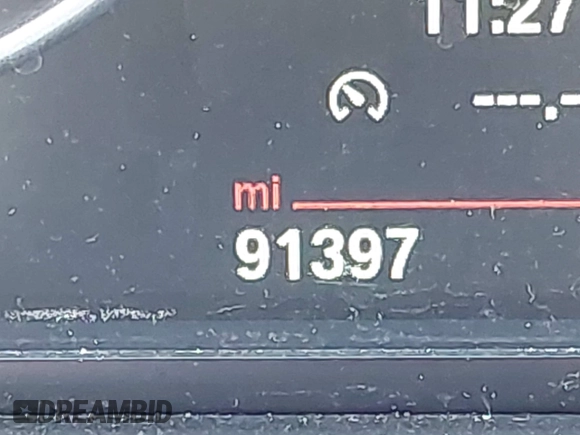 11:27
---.-
mi
91397
DREAMBID